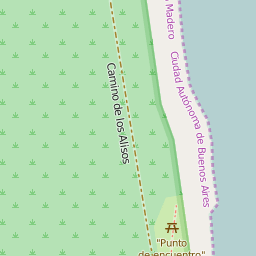 Madero
Ciudad Autónoma de Buenos Aires
Camino de los Alisos
"Punto
de encuentro"